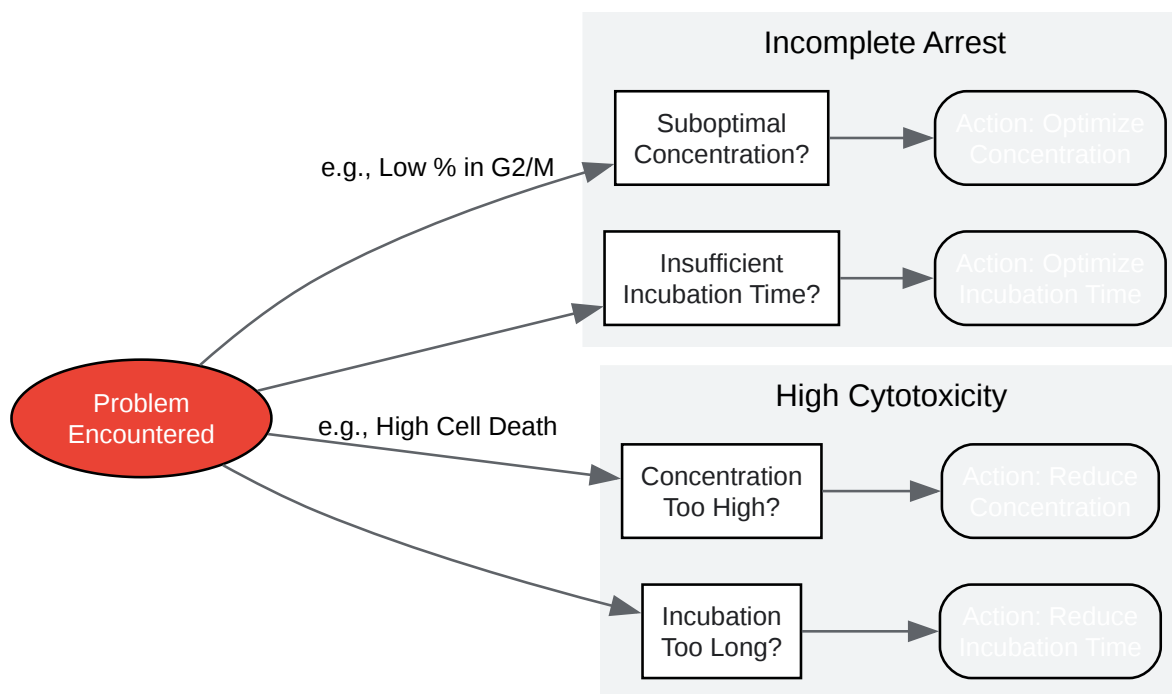 Incomplete Arrest
Suboptimal
Concentration?
Action: Optimize
Concentration
e.g., Low % in G2/M
Insufficient
Incubation Time?
Action: Optimize
Incubation Time
Problem
Encountered
High Cytotoxicity
e.g., High Cell Death
Concentration
Too High?
Action: Reduce
Concentration
Incubation
Too Long?
Action: Reduce
Incubation Time